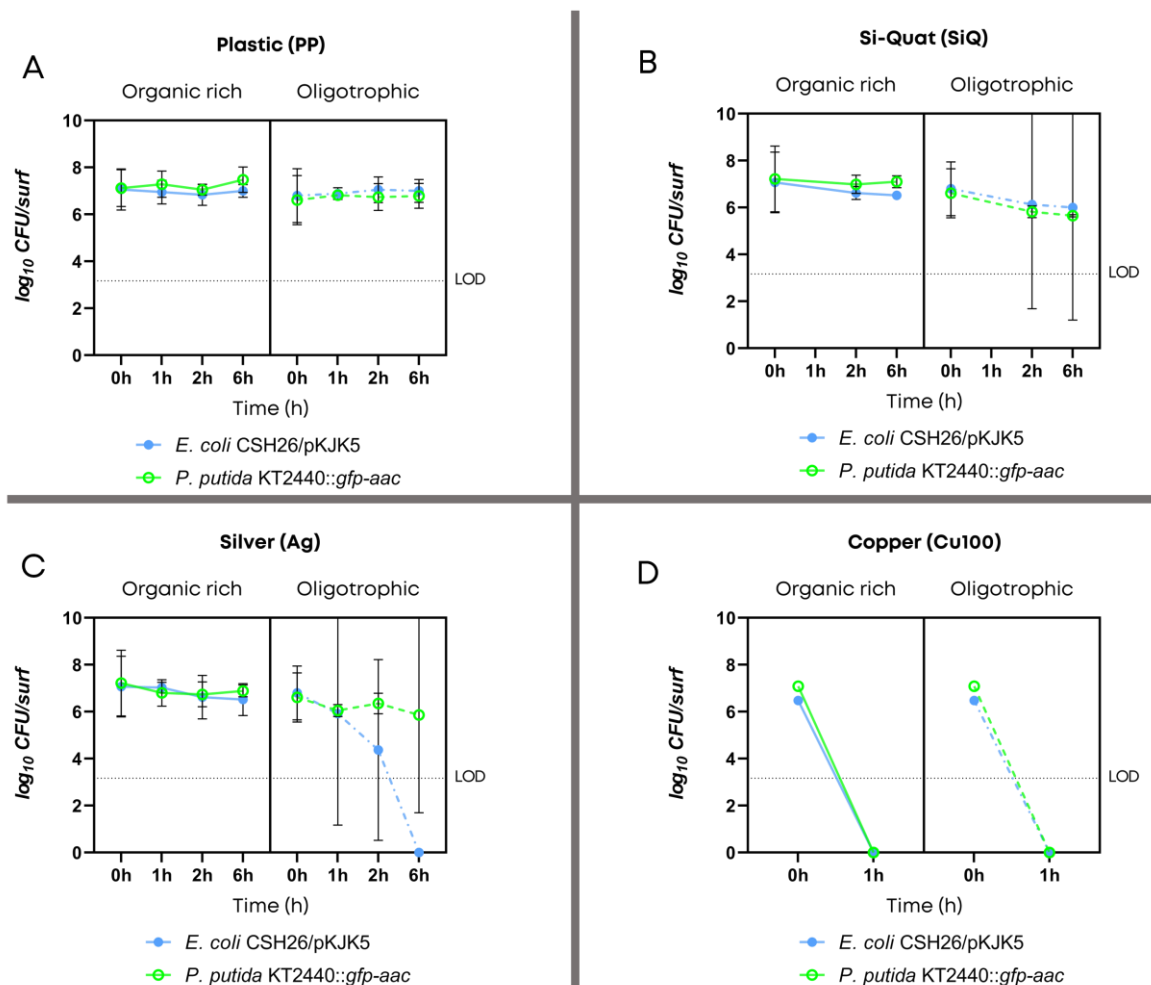 Plastic (PP)
A
Organic rich
Oligotrophic
10
8
6
4
2
0
log10 CFU/surf
LOD
0h 1h 2h 6h 0h 1h 2h 6h
Time (h)
E. coli CSH26/pKJK5
P. putida KT2440::gfp-aac
Si-Quat (SiQ)
B
Organic rich
Oligotrophic
10
8
6
4
2
0
log10 CFU/surf
LOD
0h 1h 2h 6h 0h 1h 2h 6h
Time (h)
E. coli CSH26/pKJK5
P. putida KT2440::gfp-aac
Silver (Ag)
C
Organic rich
Oligotrophic
10
8
6
4
2
0
log10 CFU/surf
LOD
0h 1h 2h 6h 0h 1h 2h 6h
Time (h)
E. coli CSH26/pKJK5
P. putida KT2440::gfp-aac
Copper (Cu100)
D
Organic rich
Oligotrophic
10
8
6
4
2
0
log10 CFU/surf
LOD
0h 1h 0h 1h
Time (h)
E. coli CSH26/pKJK5
P. putida KT2440::gfp-aac